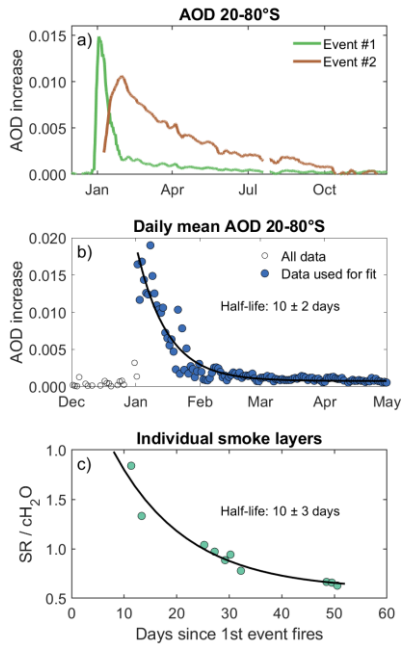 AOD 20-80°S
a)
Event #1
Event #2
AOD increase
0.015
0.010
0.005
0.000
Jan Apr Jul Oct
Daily mean AOD 20-80°S
b)
All data
Data used for fit
Half-life: 10 ± 2 days
AOD increase
0.020
0.015
0.010
0.005
0.000
Dec Jan Feb Mar Apr May
Individual smoke layers
c)
Half-life: 10 ± 3 days
SR / cH₂O
1.0
1.5
1.0
0.5
0 10 20 30 40 50 60
Days since 1st event fires